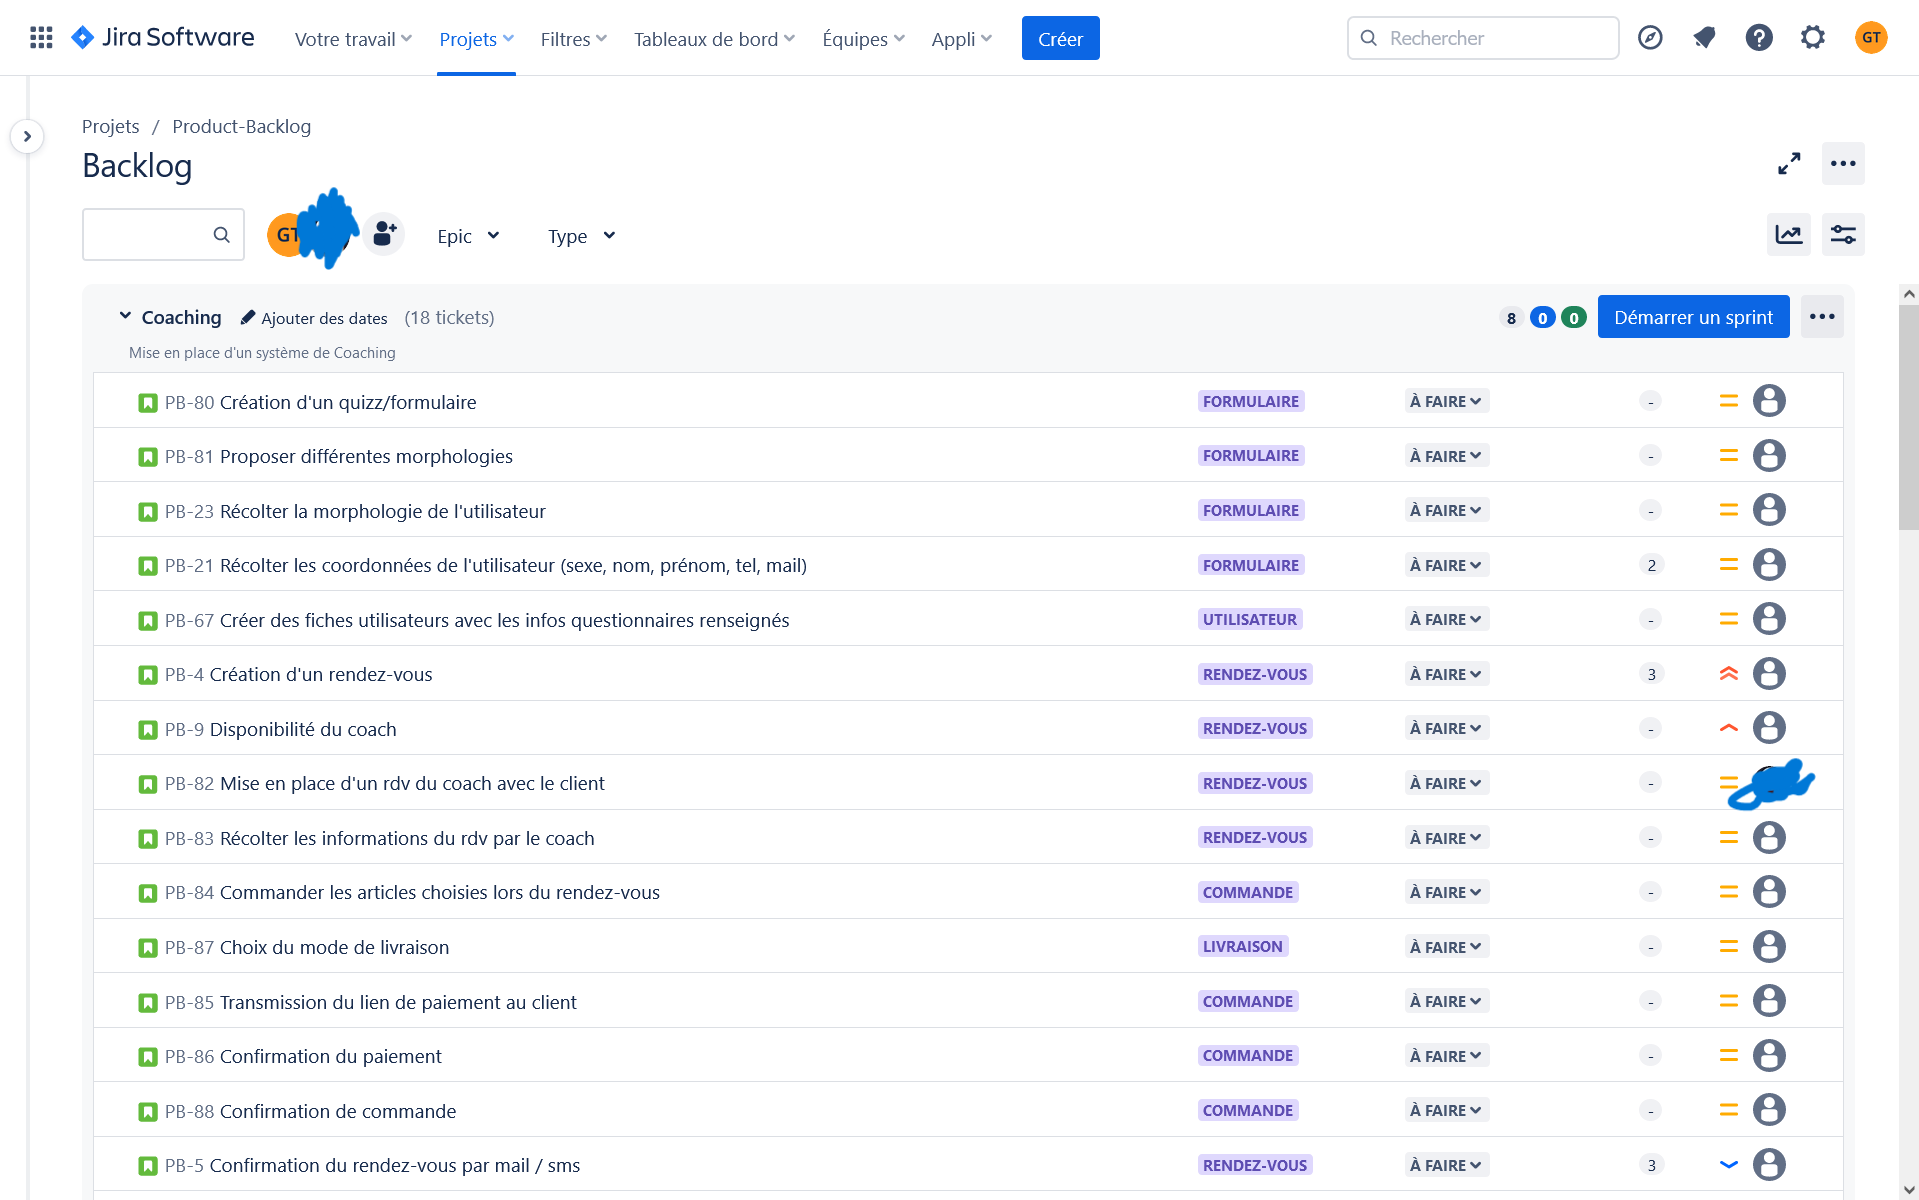 Jira Software Votre travail Projets Filtres Tableaux de bord Équipes Appli Créer Rechercher GT
Projets / Product-Backlog
Backlog
GT Epic Type
Coaching Ajouter des dates (18 tickets) 8 0 0 Démarrer un sprint
Mise en place d'un système de Coaching
PB-80 Création d'un quizz/formulaire FORMULAIRE À FAIRE -
PB-81 Proposer différentes morphologies FORMULAIRE À FAIRE -
PB-23 Récolter la morphologie de l'utilisateur FORMULAIRE À FAIRE -
PB-21 Récolter les coordonnées de l'utilisateur (sexe, nom, prénom, tel, mail) FORMULAIRE À FAIRE 2
PB-67 Créer des fiches utilisateurs avec les infos questionnaires renseignés UTILISATEUR À FAIRE -
PB-4 Création d'un rendez-vous RENDEZ-VOUS À FAIRE 3
PB-9 Disponibilité du coach RENDEZ-VOUS À FAIRE -
PB-82 Mise en place d'un rdv du coach avec le client RENDEZ-VOUS À FAIRE -
PB-83 Récolter les informations du rdv par le coach RENDEZ-VOUS À FAIRE -
PB-84 Commander les articles choisies lors du rendez-vous COMMANDE À FAIRE -
PB-87 Choix du mode de livraison LIVRAISON À FAIRE -
PB-85 Transmission du lien de paiement au client COMMANDE À FAIRE -
PB-86 Confirmation du paiement COMMANDE À FAIRE -
PB-88 Confirmation de commande COMMANDE À FAIRE -
PB-5 Confirmation du rendez-vous par mail / sms RENDEZ-VOUS À FAIRE 3